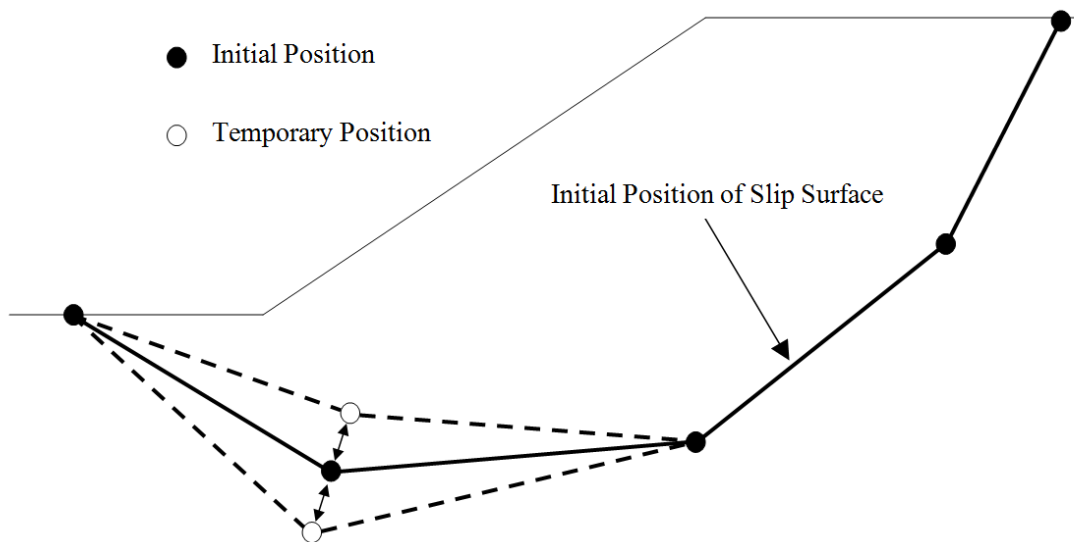 Initial Position
Temporary Position
Initial Position of Slip Surface